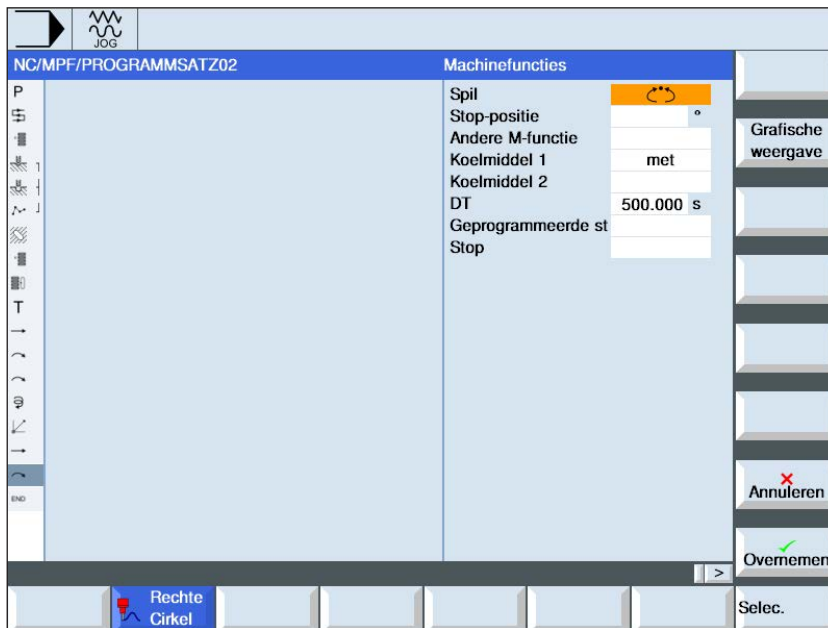 JOG
NC/MPF/PROGRAMMSATZ02
Machinefuncties
P
Spil
Stop-positie °
Andere M-functie
Koelmiddel 1 met
Koelmiddel 2
DT 500.000 s
Geprogrammeerde st
Stop
T
END
Grafische
weergave
Annuleren
Overnemen
>
Rechte
Cirkel
Selec.